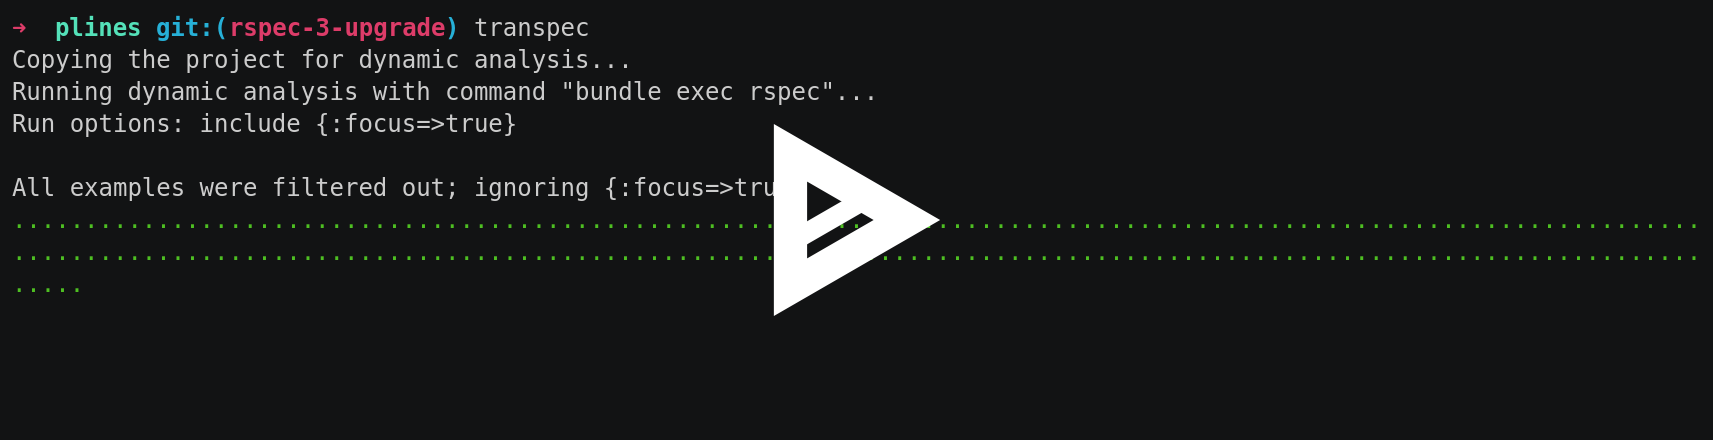 ➜  plines git:(rspec-3-upgrade) transpec
Copying the project for dynamic analysis...
Running dynamic analysis with command "bundle exec rspec"...
Run options: include {:focus=>true}

All examples were filtered out; ignoring {:focus=>tru
.....................................................................................................................
.....................................................................................................................
.....